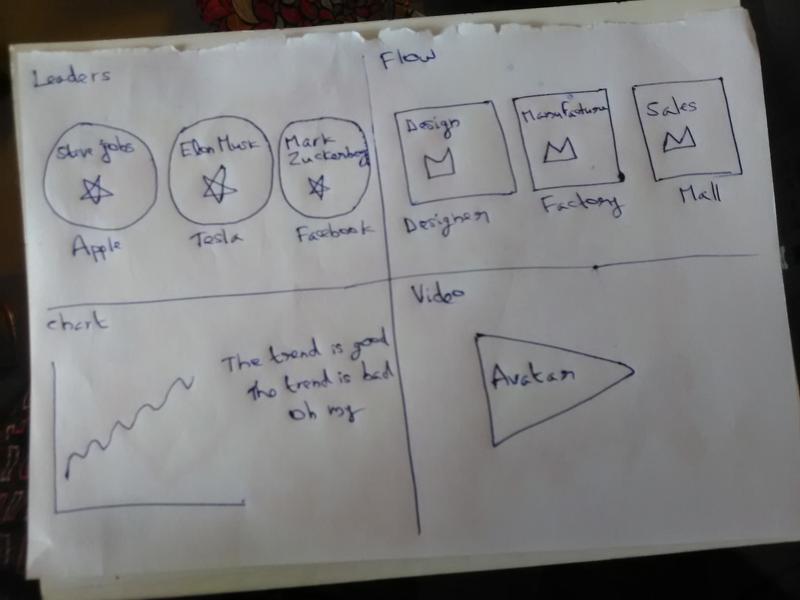 Leaders
Steve jobs
Elon Musk
Mark
Zuckerberg
Apple
Tesla
Facebook
Flow
Design
Manufacture
Sales
Designer
Factory
Mall
Chart
The trend is good
The trend is bad
Oh my
Video
Avatar